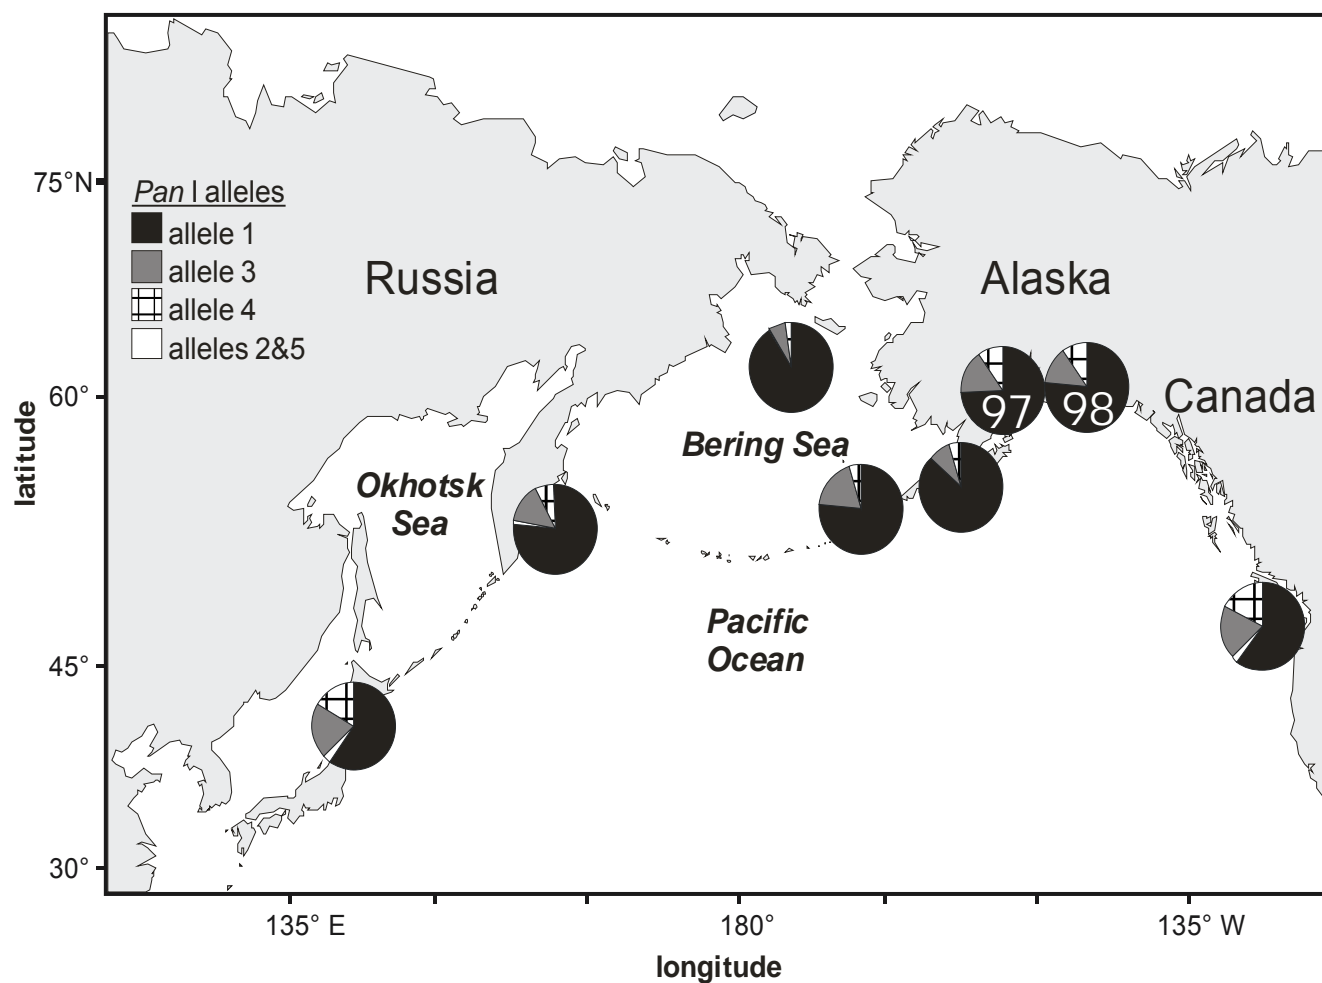 75°N
Pan I alleles
allele 1
allele 3
allele 4
alleles 2&5
Russia
Alaska
60°
97
98
Canada
Bering Sea
Okhotsk
Sea
Pacific
Ocean
45°
30°
latitude
135° E
180°
135° W
longitude